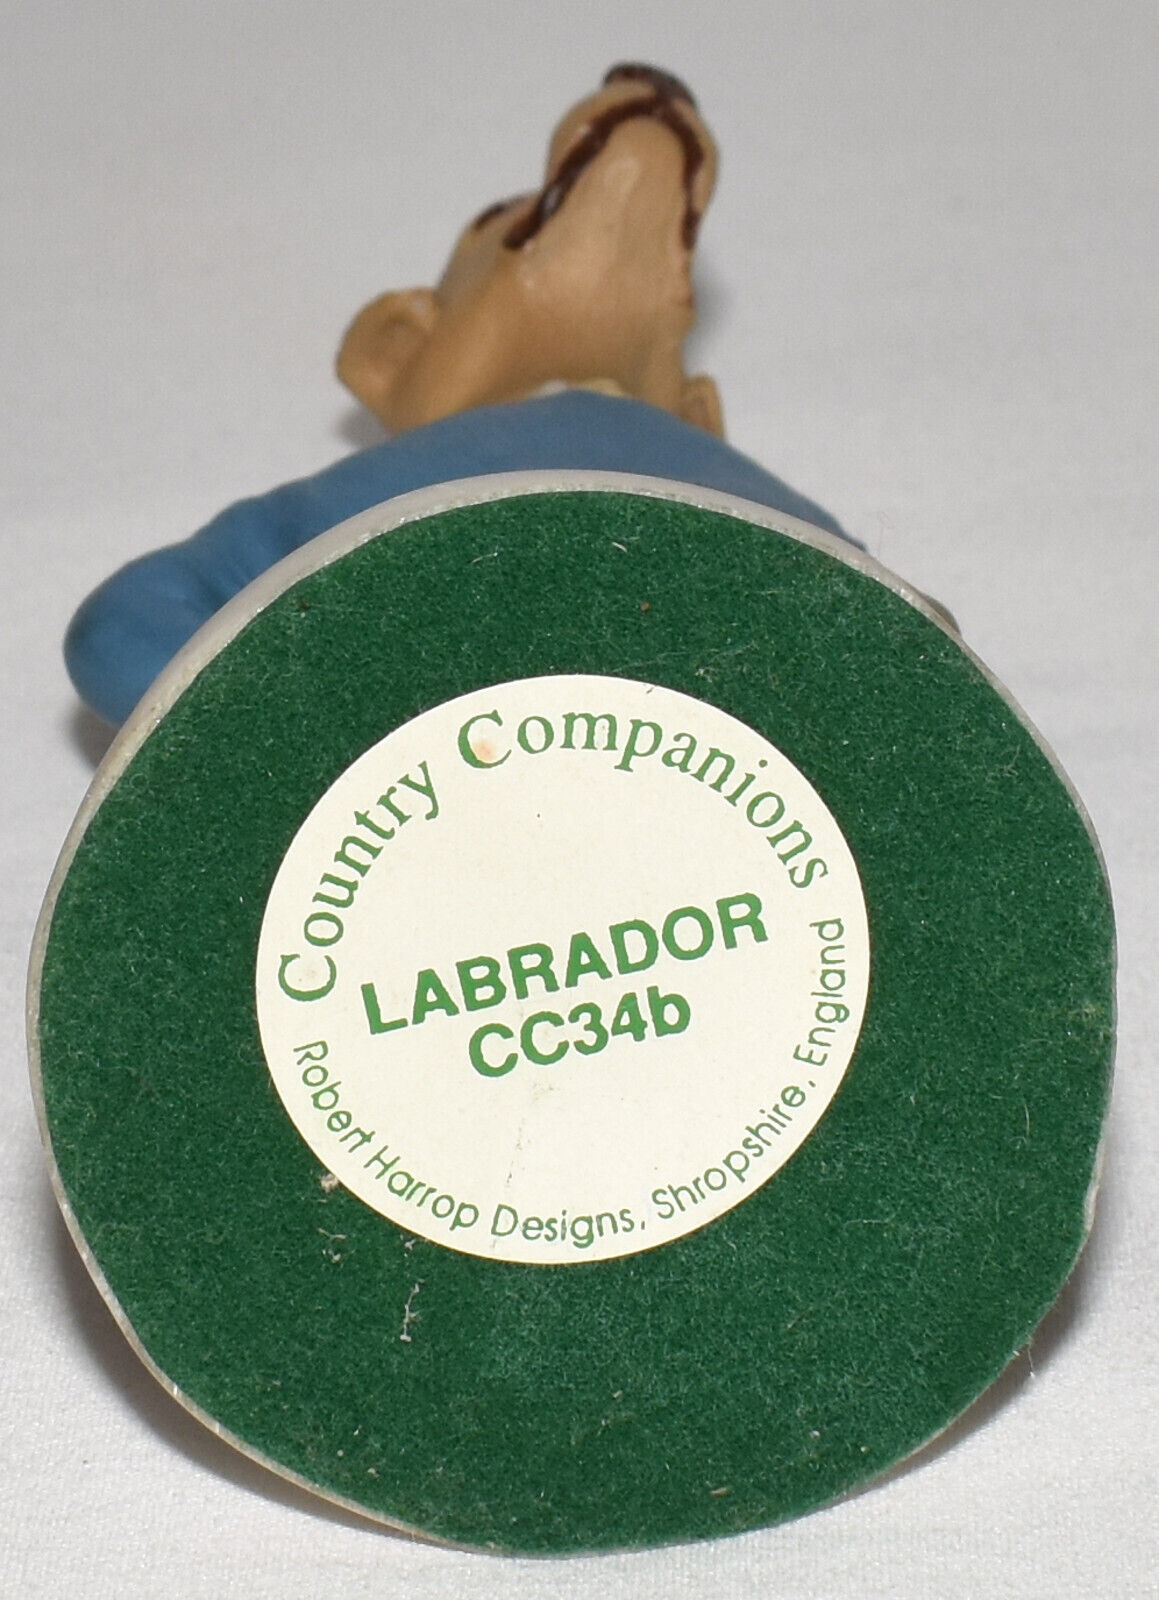 Country Companions
LABRADOR
CC34b
Robert Harrop Designs, Shropshire, England